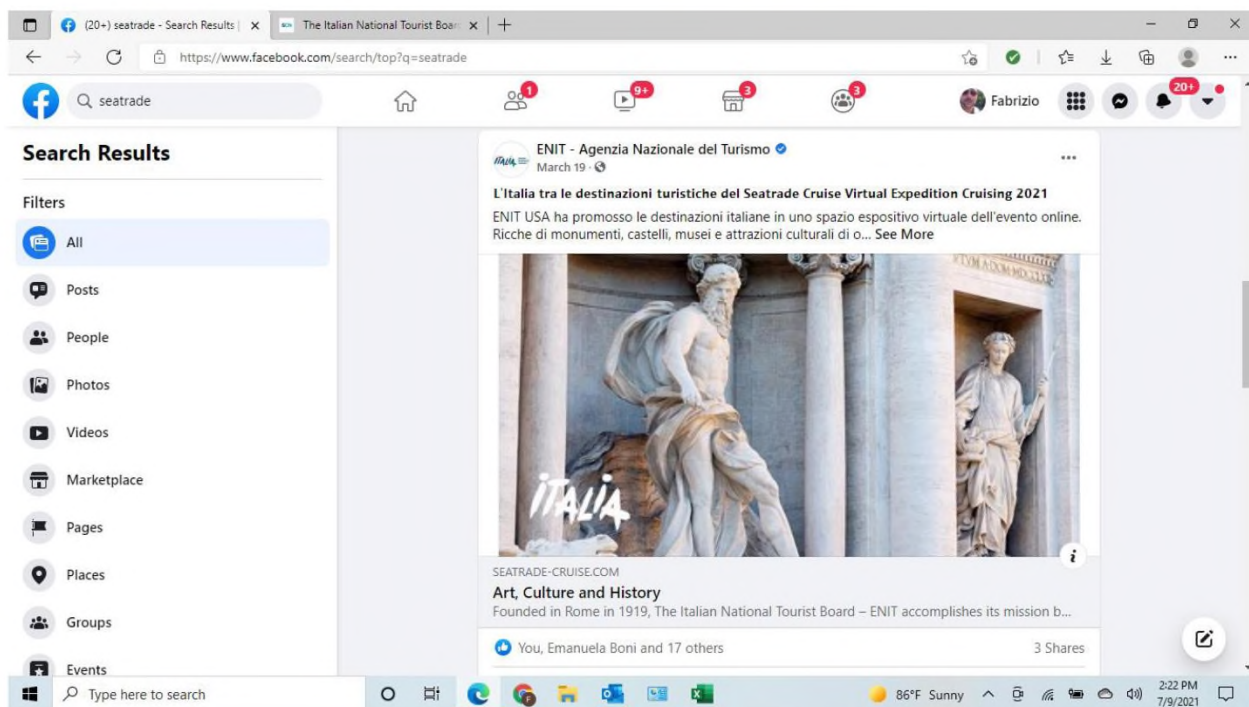 (20+) seatrade - Search Results |
The Italian National Tourist Boar
https://www.facebook.com/search/top?q=seatrade
seatrade
1
9+
3
3
Fabrizio
20+
Search Results
Filters
All
Posts
People
Photos
Videos
Marketplace
Pages
Places
Groups
Events
ITALIA
ENIT - Agenzia Nazionale del Turismo
March 19 ·
L'Italia tra le destinazioni turistiche del Seatrade Cruise Virtual Expedition Cruising 2021
ENIT USA ha promosso le destinazioni italiane in uno spazio espositivo virtuale dell'evento online.
Ricche di monumenti, castelli, musei e attrazioni culturali di o... See More
ITALIA
SEATRADE-CRUISE.COM
Art, Culture and History
Founded in Rome in 1919, The Italian National Tourist Board – ENIT accomplishes its mission b...
You, Emanuela Boni and 17 others
3 Shares
Type here to search
86°F Sunny
2:22 PM
7/9/2021